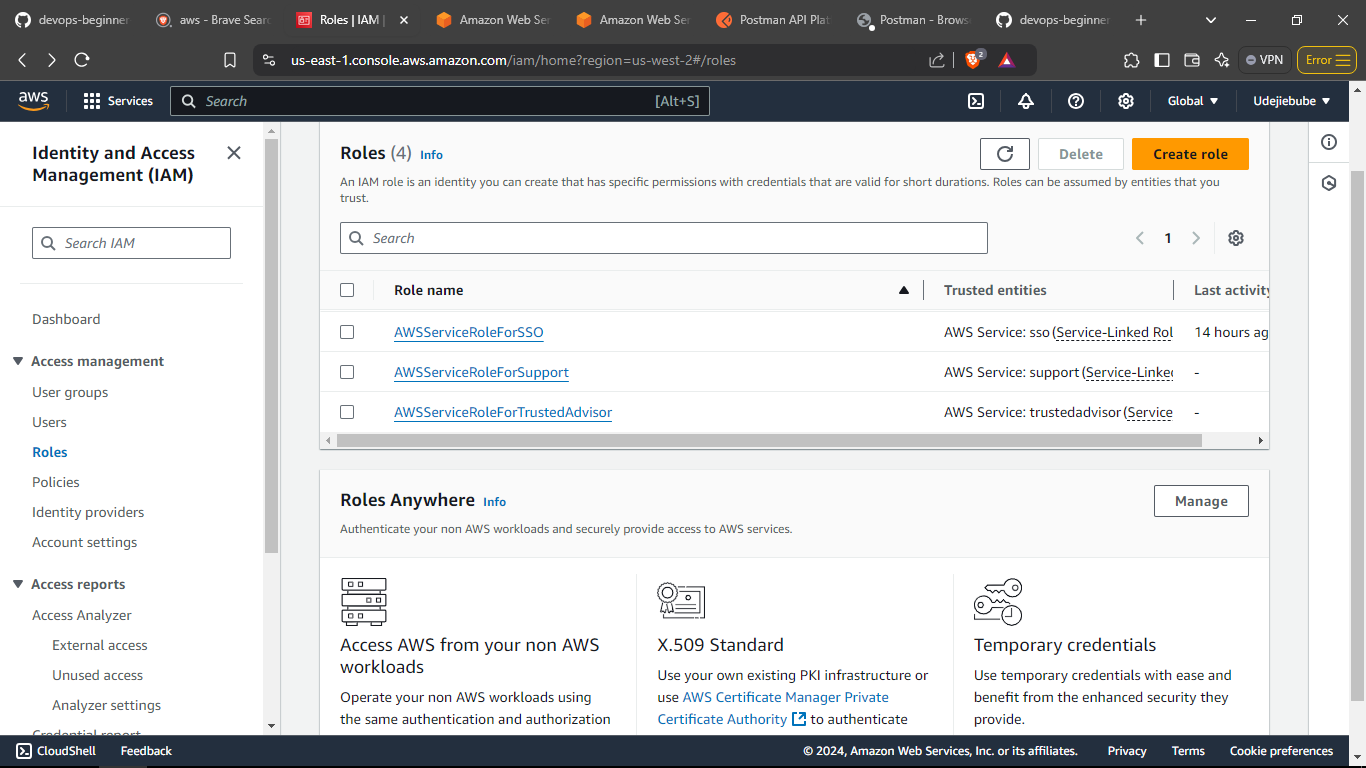 devops-beginner
aws - Brave Sear
Roles | IAM |
Amazon Web Ser
Amazon Web Ser
Postman API Plat
Postman - Brows
devops-beginner
us-east-1.console.aws.amazon.com/iam/home?region=us-west-2#/roles
2
VPN
Error
aws
Services
Search
[Alt+S]
Global
Udejiebube
Identity and Access
Management (IAM)
Search IAM
Dashboard
Access management
User groups
Users
Roles
Policies
Identity providers
Account settings
Access reports
Access Analyzer
External access
Unused access
Analyzer settings
Credential report
Roles (4) Info
Delete
Create role
An IAM role is an identity you can create that has specific permissions with credentials that are valid for short durations. Roles can be assumed by entities that you
trust.
Search
1
Role name
Trusted entities
Last activity
AWSServiceRoleForSSO
AWS Service: sso (Service-Linked Rol
14 hours ag
AWSServiceRoleForSupport
AWS Service: support (Service-Linked
-
AWSServiceRoleForTrustedAdvisor
AWS Service: trustedadvisor (Service
-
Roles Anywhere Info
Manage
Authenticate your non AWS workloads and securely provide access to AWS services.
Access AWS from your non AWS
workloads
Operate your non AWS workloads using
the same authentication and authorization
X.509 Standard
Use your own existing PKI infrastructure or
use AWS Certificate Manager Private
Certificate Authority to authenticate
Temporary credentials
Use temporary credentials with ease and
benefit from the enhanced security they
provide.
CloudShell
Feedback
© 2024, Amazon Web Services, Inc. or its affiliates.
Privacy
Terms
Cookie preferences